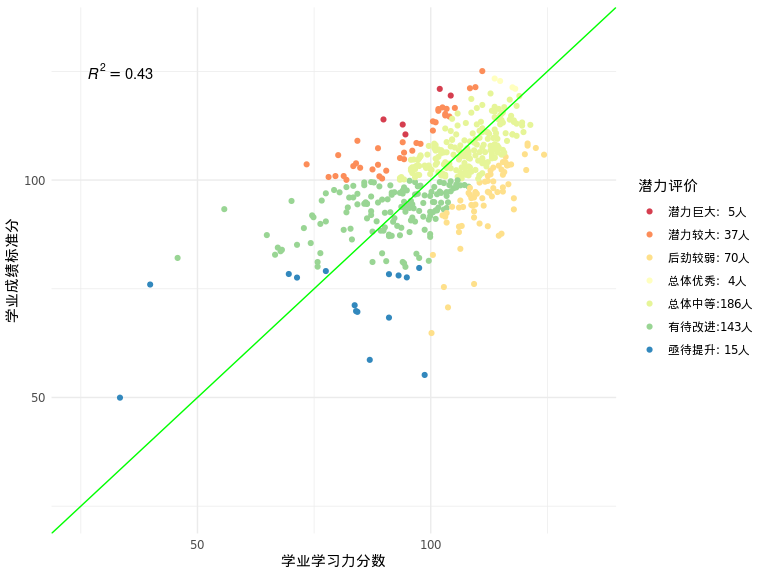 R² = 0.43
100
50
学业成绩标准分
50
100
学业学习力分数
潜力评价
潜力巨大: 5人
潜力较大: 37人
后劲较弱: 70人
总体优秀: 4人
总体中等:186人
有待改进:143人
亟待提升: 15人